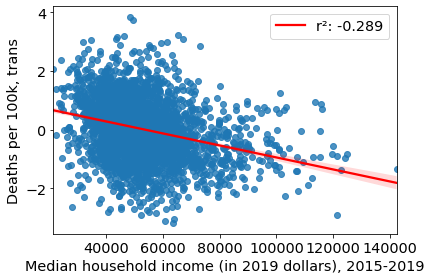 4
2
0
−2
Deaths per 100k, trans
r²: -0.289
40000 60000 80000 100000 120000 140000
Median household income (in 2019 dollars), 2015-2019